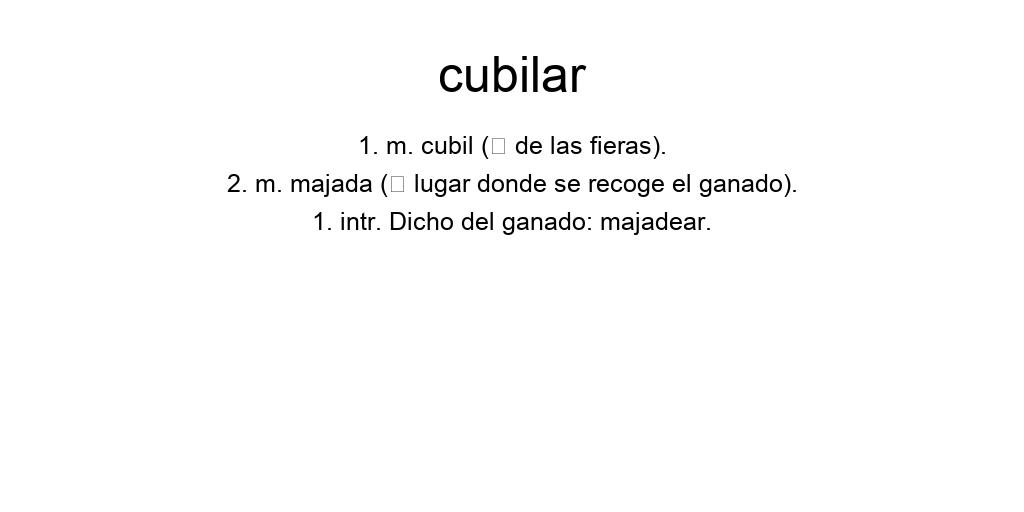 cubilar
1. m. cubil (▯ de las fieras).
2. m. majada (▯ lugar donde se recoge el ganado).
1. intr. Dicho del ganado: majadear.